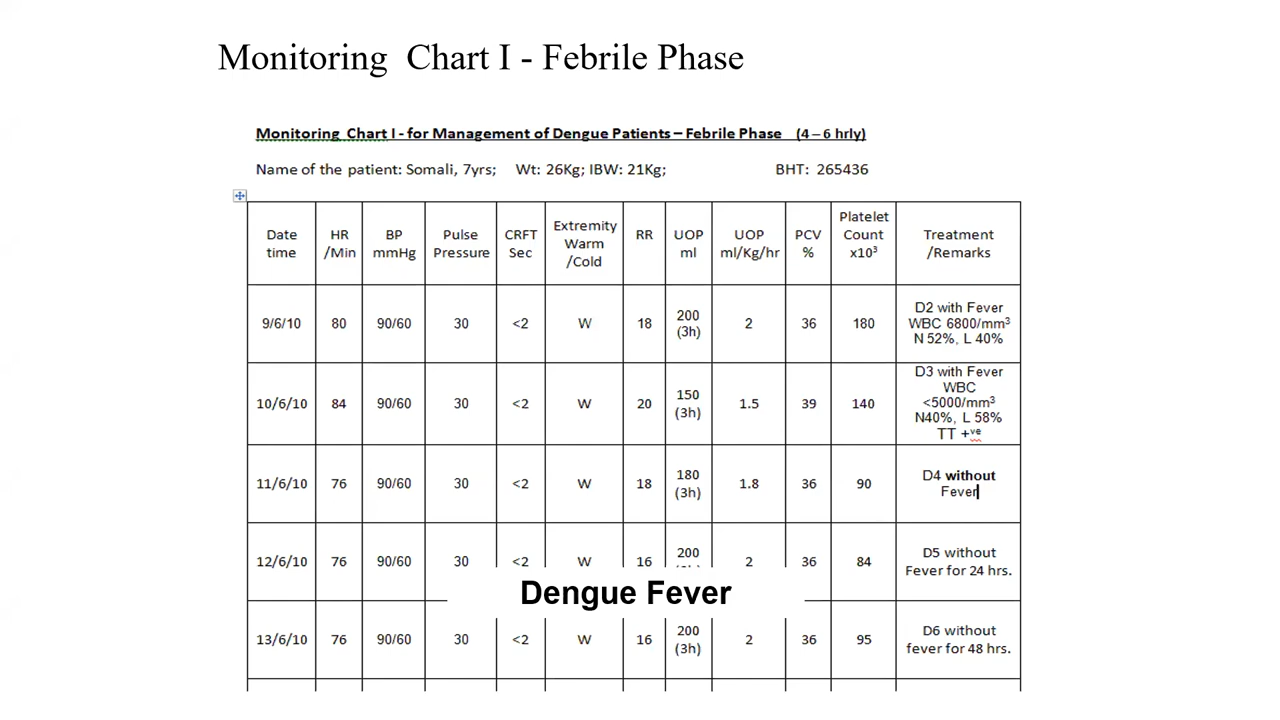 Monitoring Chart I - Febrile Phase
Monitoring Chart I - for Management of Dengue Patients – Febrile Phase (4 – 6 hrly)
Name of the patient: Somali, 7yrs; Wt: 26Kg; IBW: 21Kg; BHT: 265436
Date time HR /Min BP mmHg Pulse Pressure CRFT Sec Extremity Warm /Cold RR UOP ml UOP ml/Kg/hr PCV % Platelet Count x10³ Treatment /Remarks
9/6/10 80 90/60 30 <2 W 18 200 (3h) 2 36 180 D2 with Fever WBC 6800/mm³ N 52%, L 40%
10/6/10 84 90/60 30 <2 W 20 150 (3h) 1.5 39 140 D3 with Fever WBC <5000/mm³ N40%, L 58% TT +ve
11/6/10 76 90/60 30 <2 W 18 180 (3h) 1.8 36 90 D4 without Fever
12/6/10 76 90/60 30 <2 W 16 200 2 36 84 D5 without Fever for 24 hrs.
Dengue Fever
13/6/10 76 90/60 30 <2 W 16 200 (3h) 2 36 95 D6 without fever for 48 hrs.